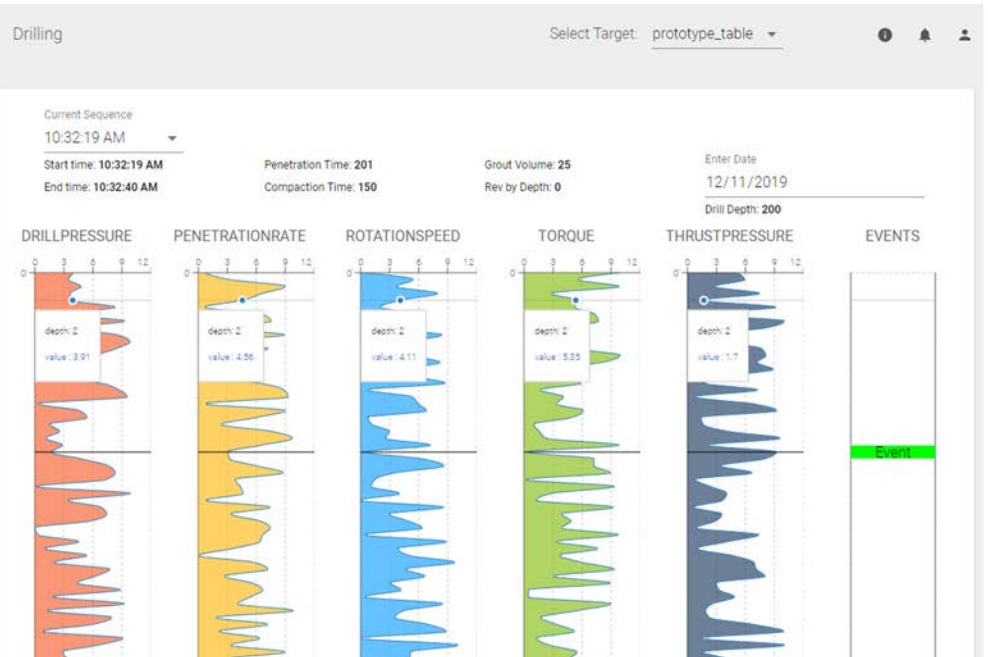 Drilling
Select Target: prototype_table
Current Sequence
10:32:19 AM
Start time: 10:32:19 AM
Penetration Time: 201
Grout Volume: 25
Enter Date
End time: 10:32:40 AM
Compaction Time: 150
Rev by Depth: 0
12/11/2019
Drill Depth: 200
DRILLPRESSURE PENETRATIONRATE ROTATIONSPEED TORQUE THRUSTPRESSURE EVENTS
0 3 6 9 12 0 3 6 9 12 0 3 6 9 12 0 3 6 9 12 0 3 6 9 12
0' 0' 0' 0' 0'
depth: 2' depth: 2' depth: 2' depth: 2' depth: 2'
value : 3.91 value : 4.56 value : 4.11 value : 5.35 value : 1.7
Event